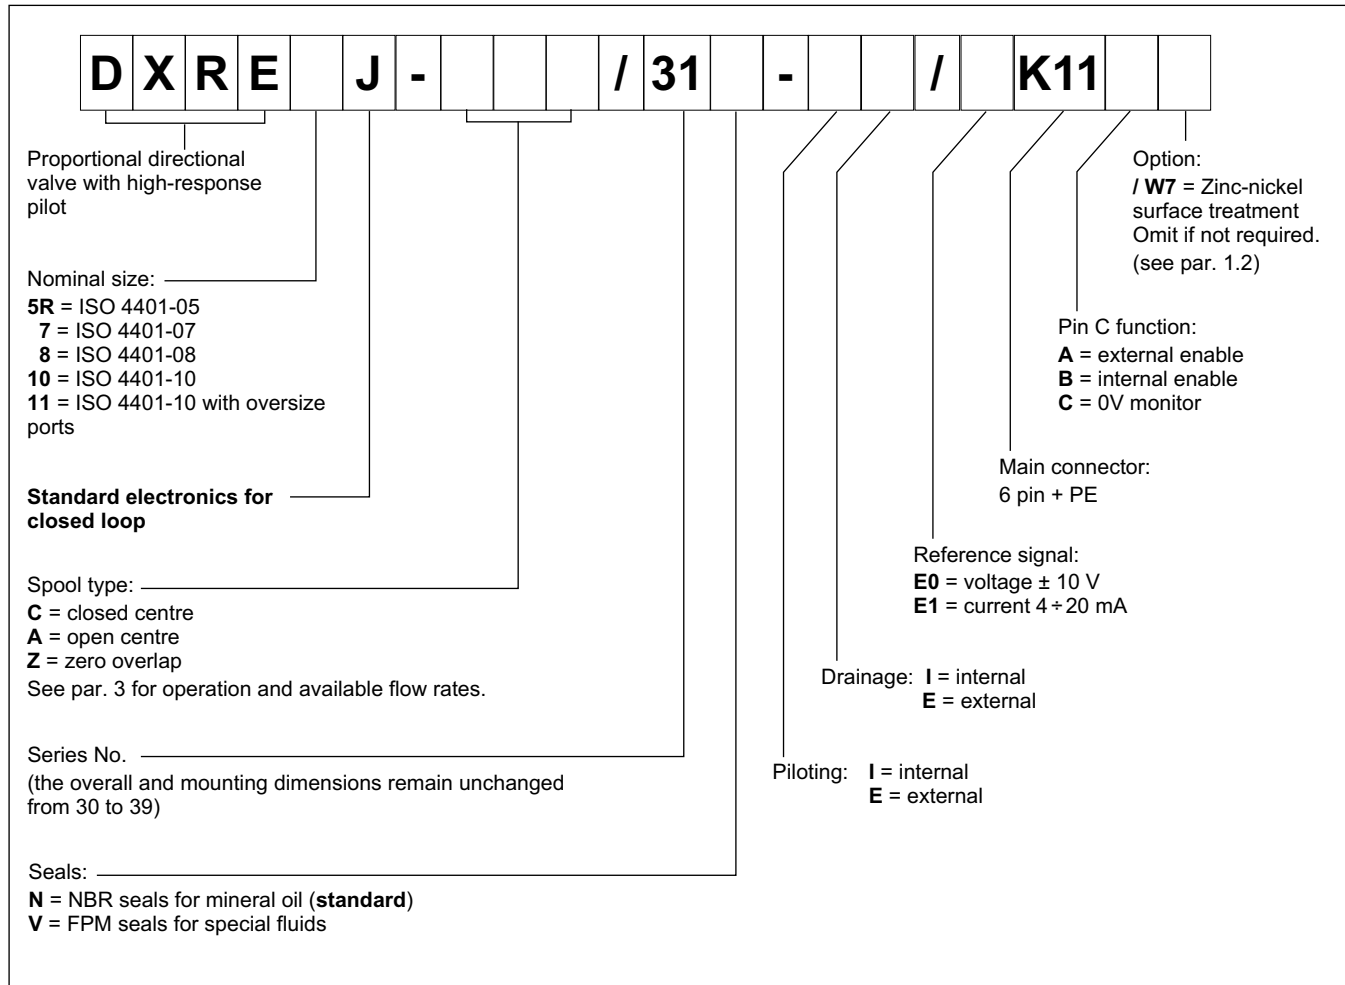 DXRE J - / 31 - / K11
Proportional directional
valve with high-response
pilot
Nominal size:
5R = ISO 4401-05
7 = ISO 4401-07
8 = ISO 4401-08
10 = ISO 4401-10
11 = ISO 4401-10 with oversize
ports
Standard electronics for
closed loop
Spool type:
C = closed centre
A = open centre
Z = zero overlap
See par. 3 for operation and available flow rates.
Series No.
(the overall and mounting dimensions remain unchanged
from 30 to 39)
Seals:
N = NBR seals for mineral oil (standard)
V = FPM seals for special fluids
Option:
/ W7 = Zinc-nickel
surface treatment
Omit if not required.
(see par. 1.2)
Pin C function:
A = external enable
B = internal enable
C = 0V monitor
Main connector:
6 pin + PE
Reference signal:
E0 = voltage ± 10 V
E1 = current 4÷20 mA
Drainage: I = internal
E = external
Piloting: I = internal
E = external